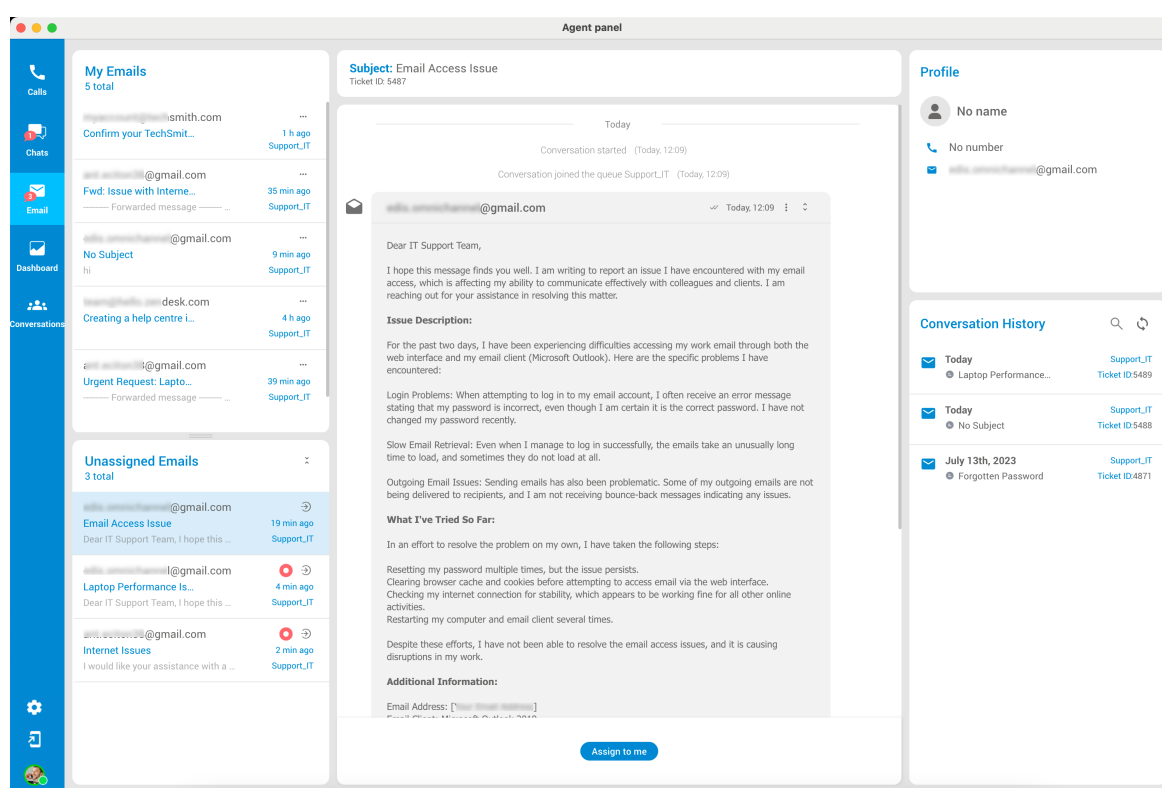 Agent panel
Calls
1
Chats
3
Email
Dashboard
Conversations
My Emails
5 total
smith.com
Confirm your TechSmit...
1 h ago
Support_IT
@gmail.com
Fwd: Issue with Interne...
35 min ago
——— Forwarded message ——— ...
Support_IT
@gmail.com
No Subject
9 min ago
hi
Support_IT
desk.com
Creating a help centre i...
4 h ago
Support_IT
@gmail.com
Urgent Request: Lapto...
39 min ago
——— Forwarded message ——— ...
Support_IT
Unassigned Emails
3 total
@gmail.com
Email Access Issue
19 min ago
Dear IT Support Team, I hope this ...
Support_IT
@gmail.com
Laptop Performance Is...
4 min ago
Dear IT Support Team, I hope this ...
Support_IT
@gmail.com
Internet Issues
2 min ago
I would like your assistance with a ...
Support_IT
Subject: Email Access Issue
Ticket ID: 5487
Today
Conversation started (Today, 12:09)
Conversation joined the queue Support_IT (Today, 12:09)
@gmail.com
Today, 12:09
Dear IT Support Team,
I hope this message finds you well. I am writing to report an issue I have encountered with my email
access, which is affecting my ability to communicate effectively with colleagues and clients. I am
reaching out for your assistance in resolving this matter.
Issue Description:
For the past two days, I have been experiencing difficulties accessing my work email through both the
web interface and my email client (Microsoft Outlook). Here are the specific problems I have
encountered:
Login Problems: When attempting to log in to my email account, I often receive an error message
stating that my password is incorrect, even though I am certain it is the correct password. I have not
changed my password recently.
Slow Email Retrieval: Even when I manage to log in successfully, the emails take an unusually long
time to load, and sometimes they do not load at all.
Outgoing Email Issues: Sending emails has also been problematic. Some of my outgoing emails are not
being delivered to recipients, and I am not receiving bounce-back messages indicating any issues.
What I've Tried So Far:
In an effort to resolve the problem on my own, I have taken the following steps:
Resetting my password multiple times, but the issue persists.
Clearing browser cache and cookies before attempting to access email via the web interface.
Checking my internet connection for stability, which appears to be working fine for all other online
activities.
Restarting my computer and email client several times.
Despite these efforts, I have not been able to resolve the email access issues, and it is causing
disruptions in my work.
Additional Information:
Email Address: [ ]
Email Client: Microsoft Outlook 2019
Assign to me
Profile
No name
No number
@gmail.com
Conversation History
Today
Support_IT
Laptop Performance...
Ticket ID:5489
Today
Support_IT
No Subject
Ticket ID:5488
July 13th, 2023
Support_IT
Forgotten Password
Ticket ID:4871